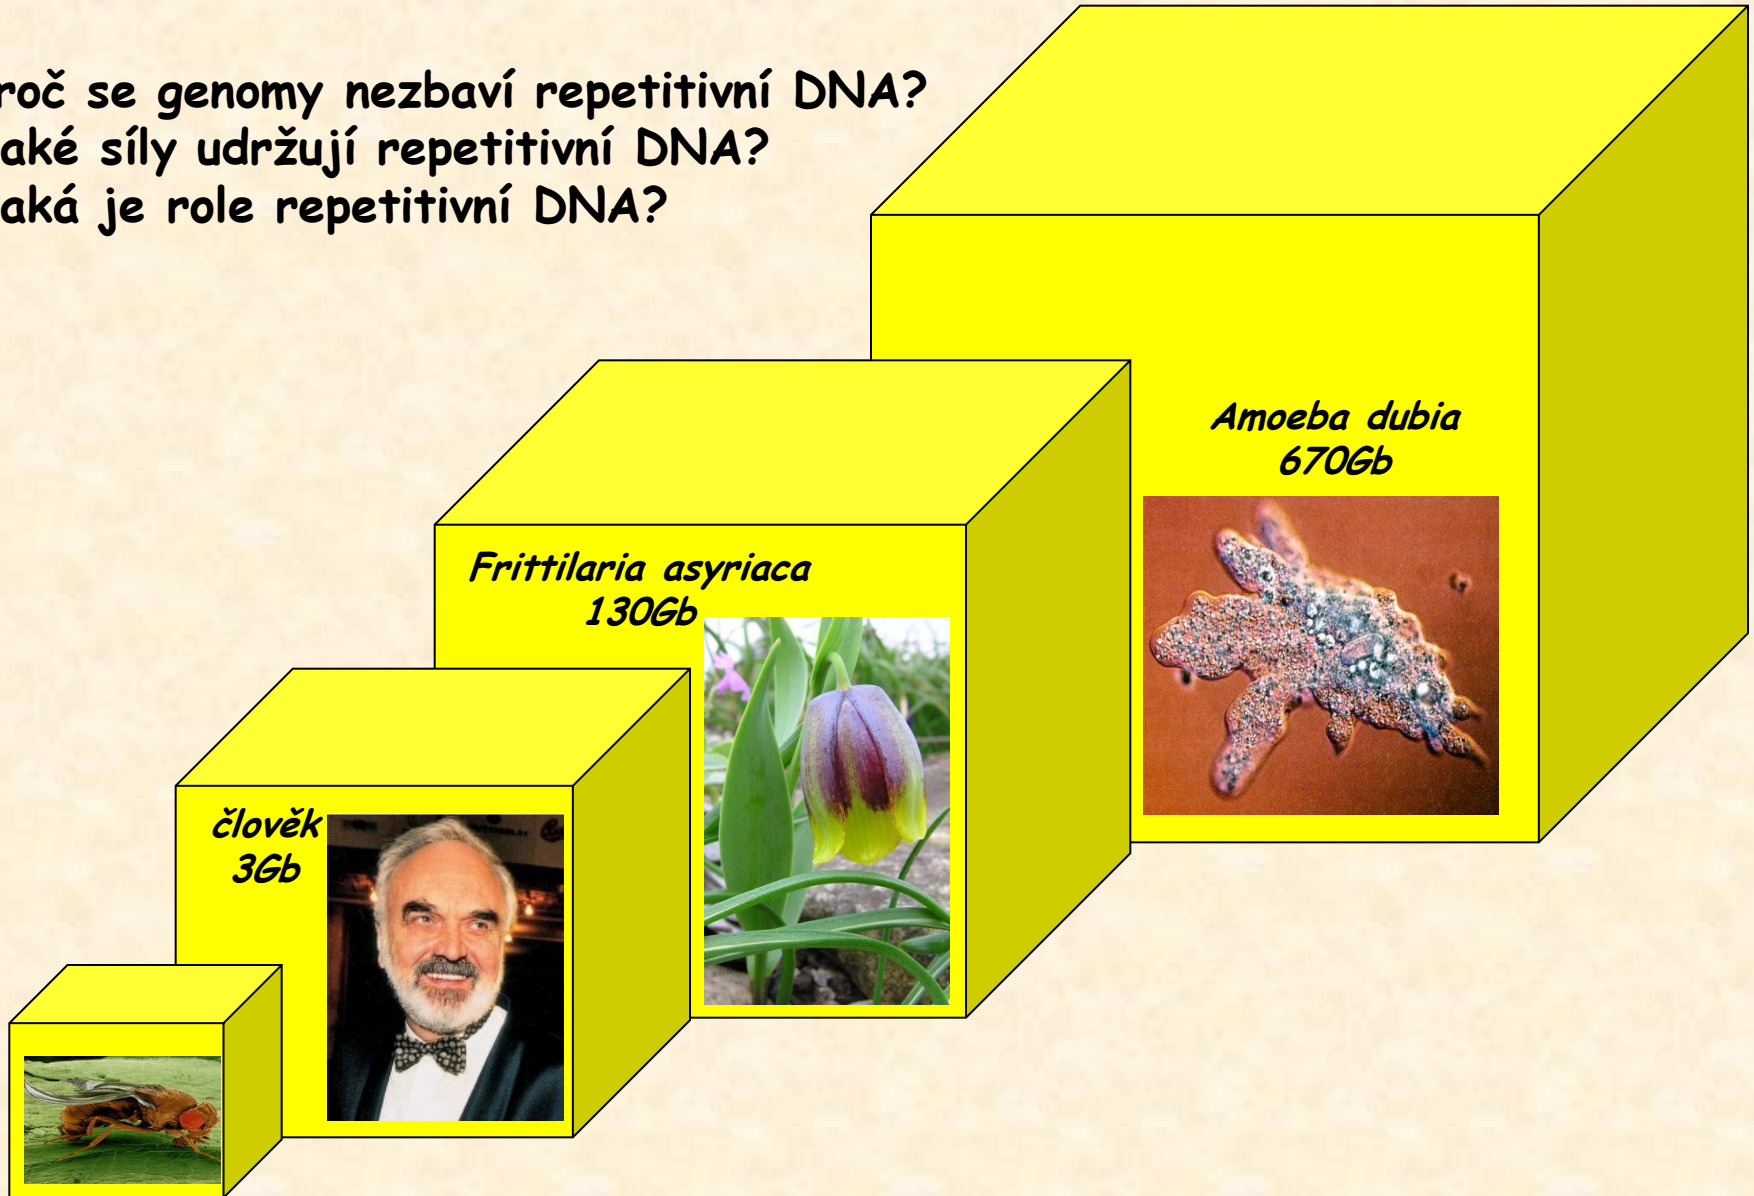 roč se genomy nezbaví repetitivní DNA?
aké síly udržují repetitivní DNA?
aká je role repetitivní DNA?
Amoeba dubia
670Gb
Frittilaria asyriaca
130Gb
člověk
3Gb